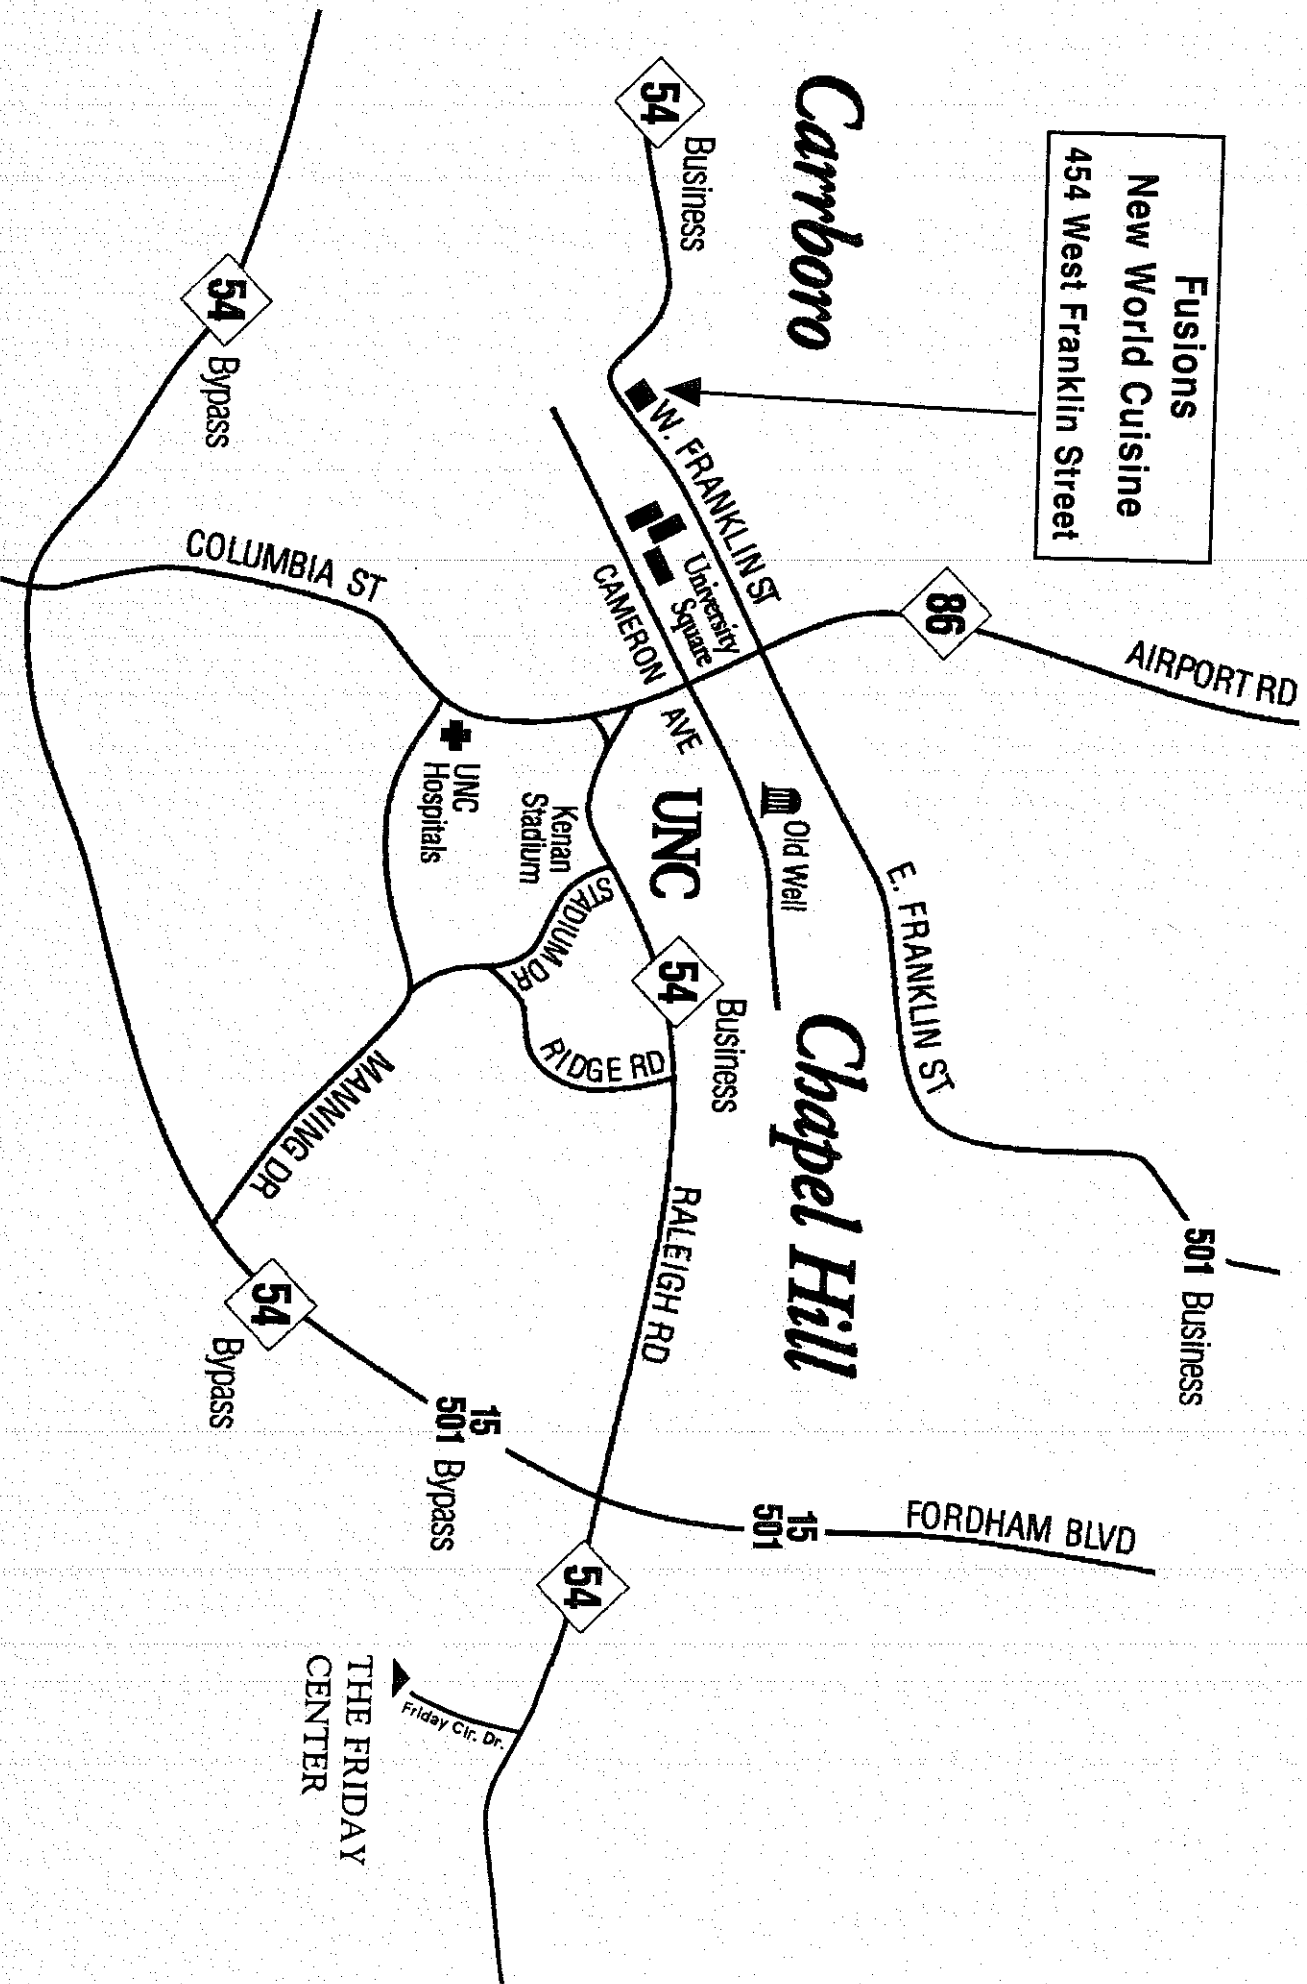 Fusions
New World Cuisine
454 West Franklin Street
Carrboro
54
Business
W. FRANKLIN ST
University
Square
CAMERON
AVE
86
AIRPORT RD
COLUMBIA ST
54
Bypass
UNC
Hospitals
Kenan
Stadium
UNC
Old Well
STADIUM DR
54
Business
RIDGE RD
E. FRANKLIN ST
Chapel Hill
501 Business
MANNING DR
RALEIGH RD
54
Bypass
15
501 Bypass
15
501
FORDHAM BLVD
54
Friday Ctr. Dr.
THE FRIDAY
CENTER